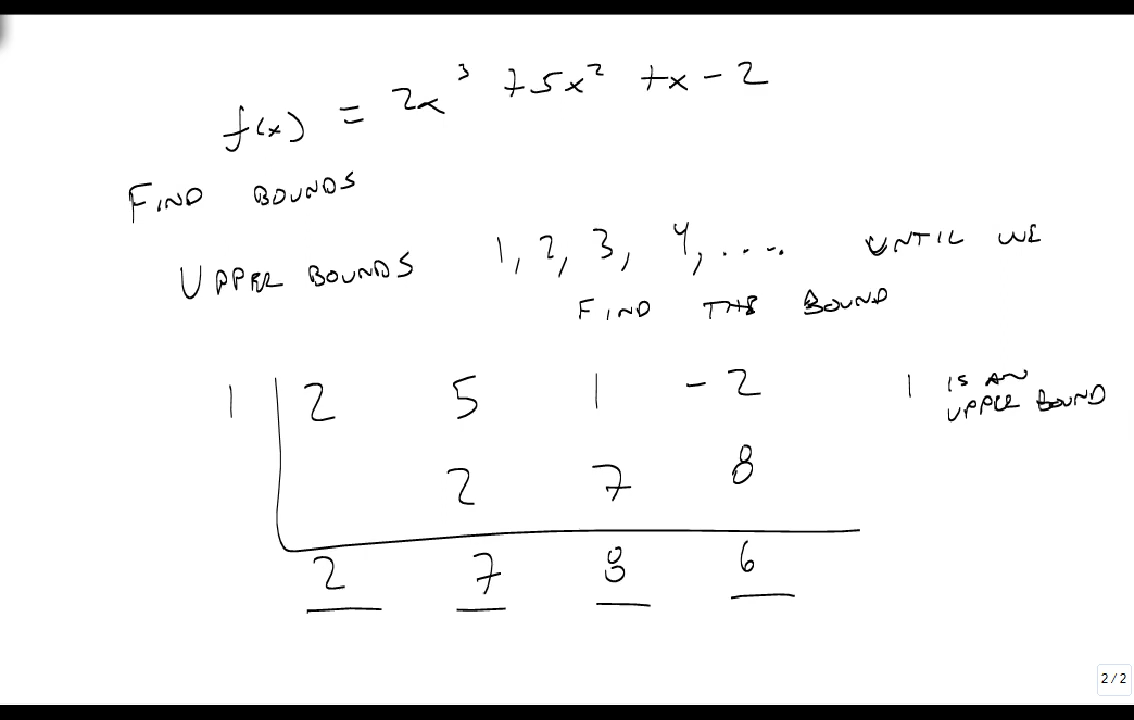 f(x) = 2x³ +5x² +x - 2
FIND BOUNDS
UPPER BOUNDS 1, 2, 3, 4, .... UNTIL WE
FIND THE BOUND
1 2 5 1 -2 1 IS AN
UPPER BOUND
2 7 8
2 7 8 6
2/2